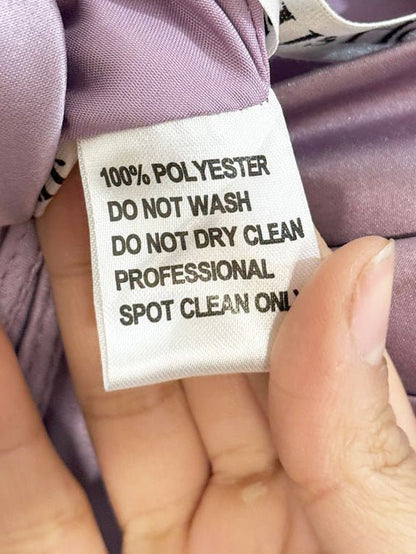 100% POLYESTER
DO NOT WASH
DO NOT DRY CLEAN
PROFESSIONAL
SPOT CLEAN ONLY